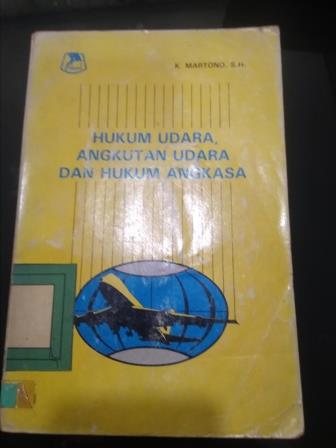 K. MARTONO, S.H.
HUKUM UDARA,
ANGKUTAN UDARA
DAN HUKUM ANGKASA